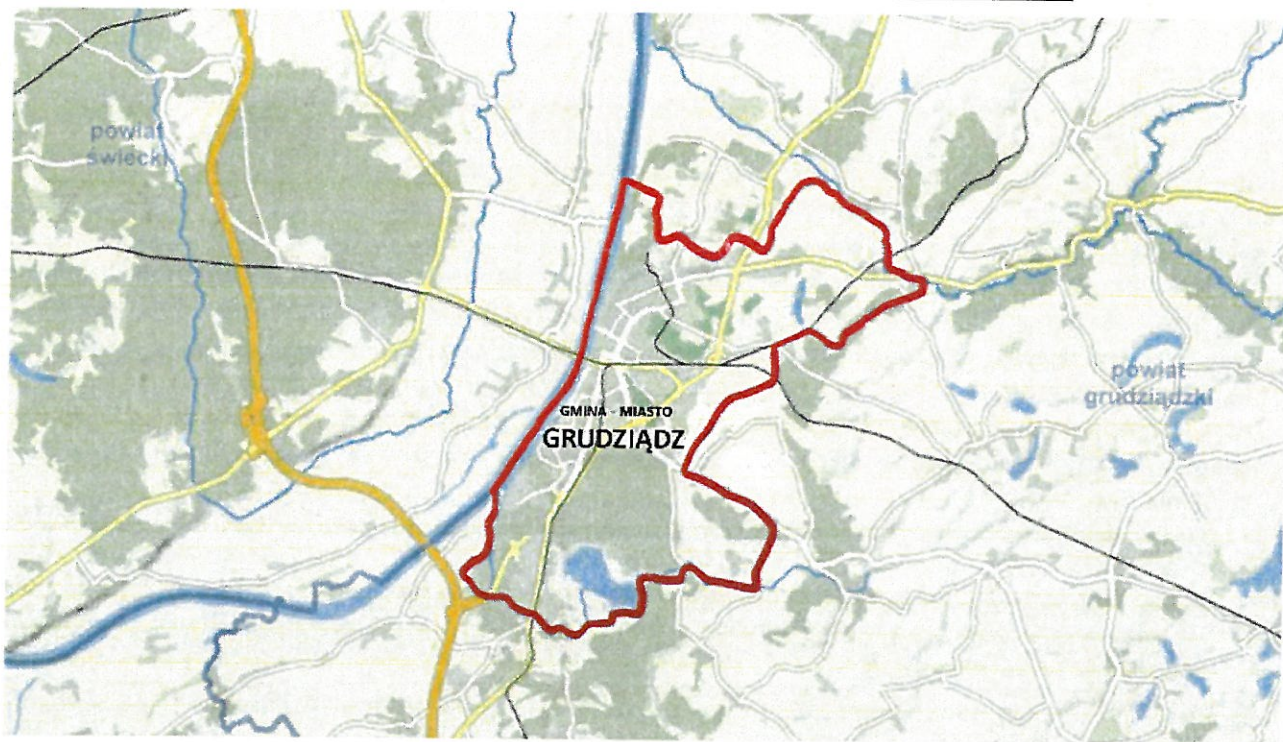 powiat
świecki
powiat
grudziądzki
GMINA - MIASTO
GRUDZIĄDZ